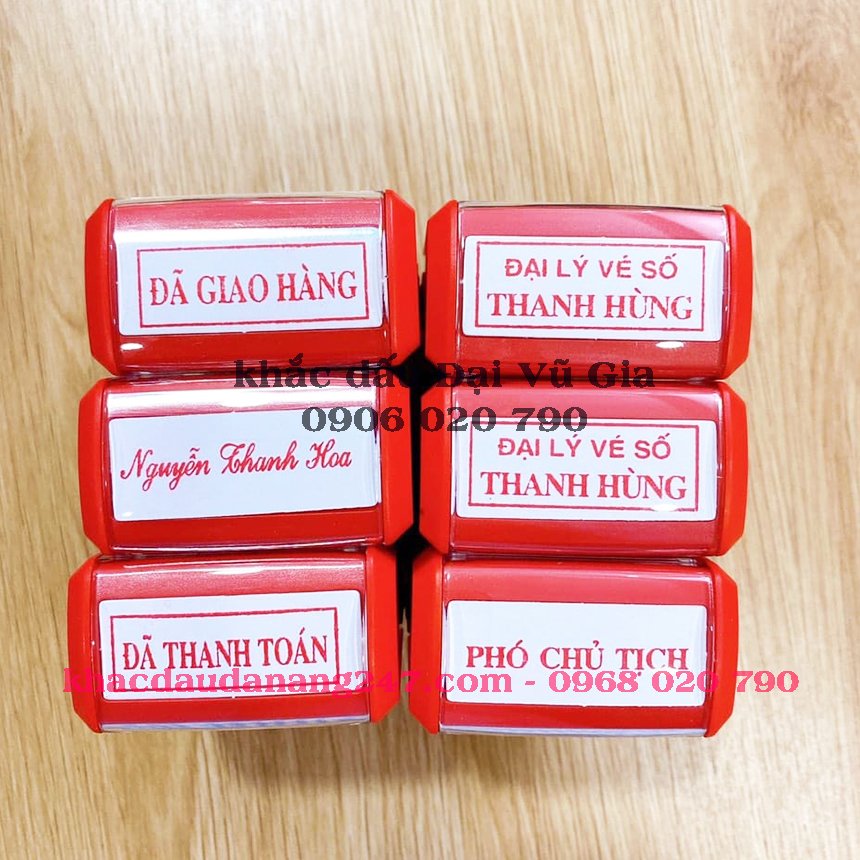 ĐÃ GIAO HÀNG
ĐẠI LÝ VÉ SỐ
THANH HÙNG
khắc dấu Đại Vũ Gia
0906 020 790
Nguyễn Thanh Hoa
ĐẠI LÝ VÉ SỐ
THANH HÙNG
ĐÃ THANH TOÁN
PHÓ CHỦ TỊCH
khacdaudanang247.com - 0968 020 790